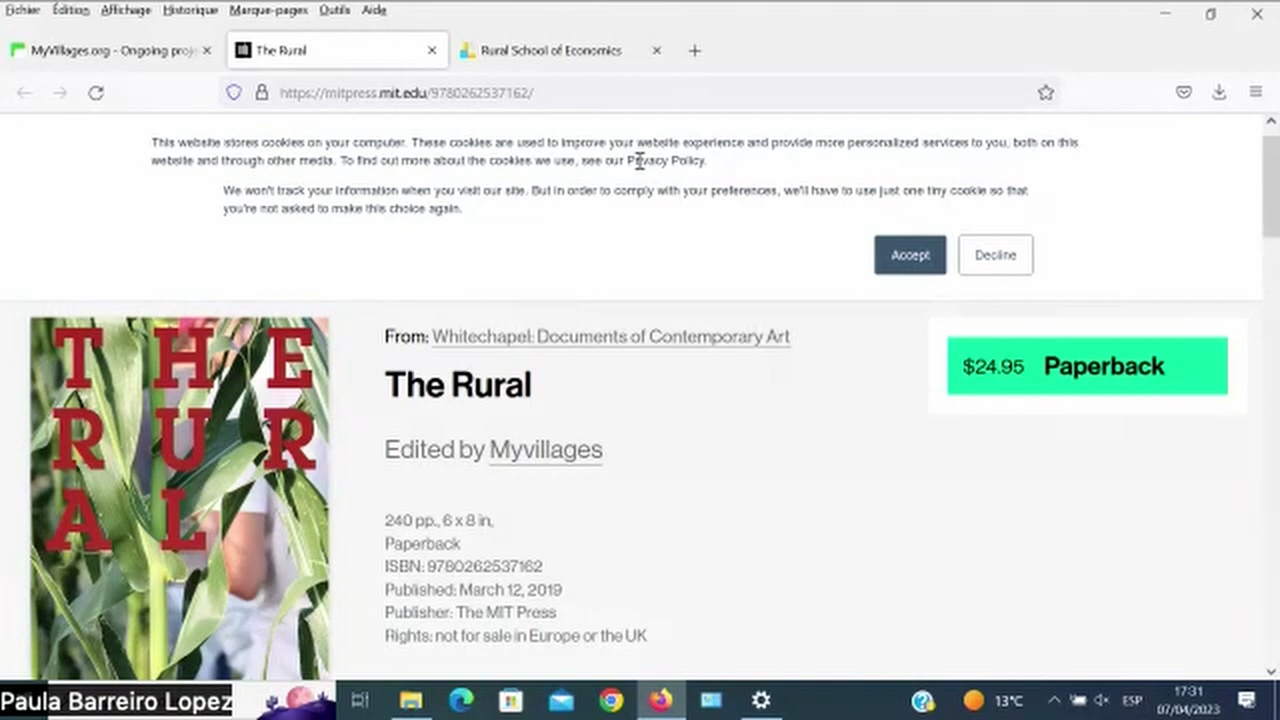 Fichier Édition Affichage Historique Marque-pages Outils Aide
MyVillages.org - Ongoing proje
The Rural
Rural School of Economics
https://mitpress.mit.edu/9780262537162/
This website stores cookies on your computer. These cookies are used to improve your website experience and provide more personalized services to you, both on this
website and through other media. To find out more about the cookies we use, see our Privacy Policy.
We won't track your information when you visit our site. But in order to comply with your preferences, we'll have to use just one tiny cookie so that
you're not asked to make this choice again.
Accept Decline
THE
RUR
AL
From: Whitechapel: Documents of Contemporary Art
The Rural
Edited by Myvillages
240 pp., 6 x 8 in,
Paperback
ISBN: 9780262537162
Published: March 12, 2019
Publisher: The MIT Press
Rights: not for sale in Europe or the UK
$24.95 Paperback
Paula Barreiro Lopez
13°C
ESP
17:31
07/04/2023